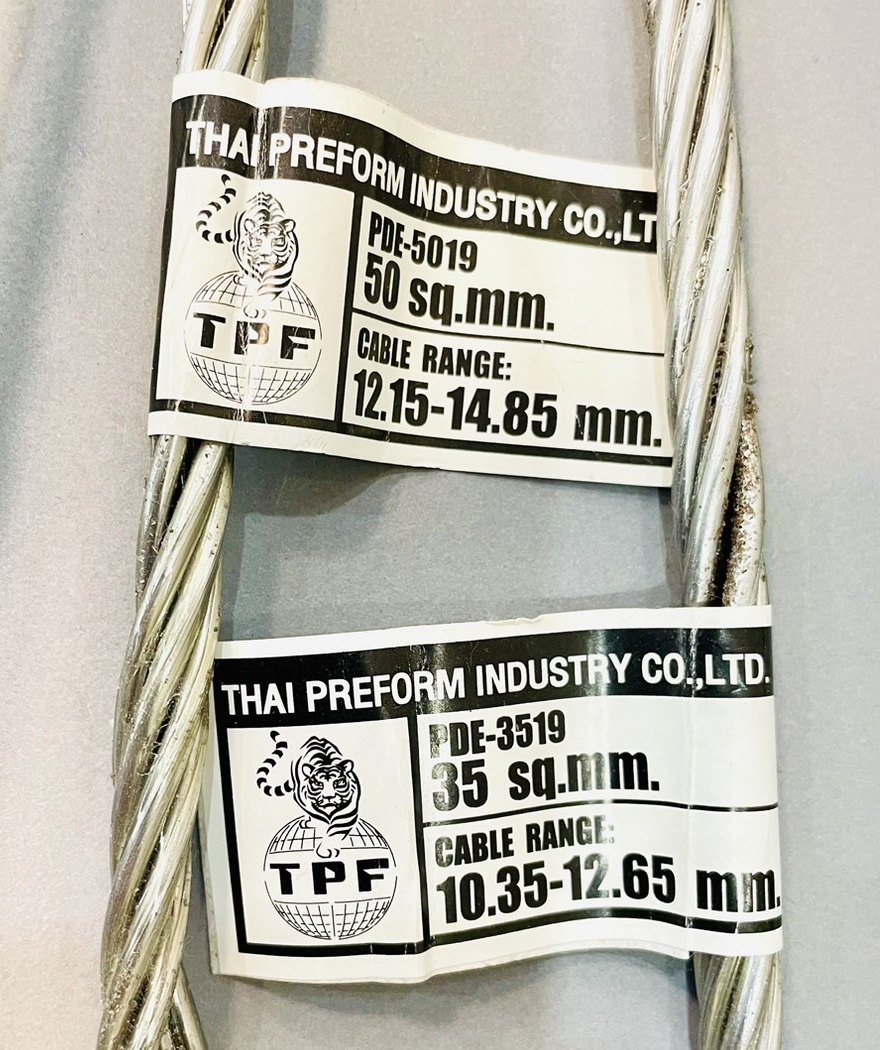 THAI PREFORM INDUSTRY CO.,LT
PDE-5019
50 sq.mm.
CABLE RANGE:
12.15-14.85 mm.
TPF
THAI PREFORM INDUSTRY CO.,LTD.
PDE-3519
35 sq.mm.
CABLE RANGE:
10.35-12.65 mm.
TPF